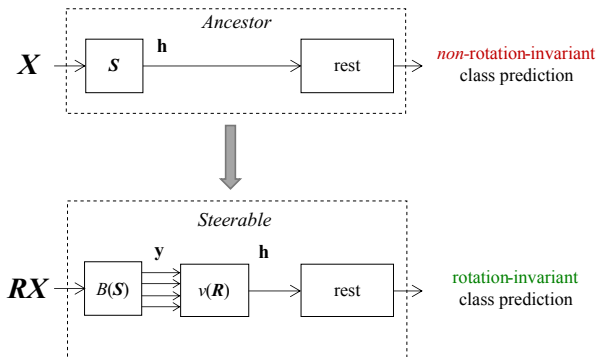 Ancestor
X
S
h
rest
non-rotation-invariant
class prediction
Steerable
RX
B(S)
y
v(R)
h
rest
rotation-invariant
class prediction